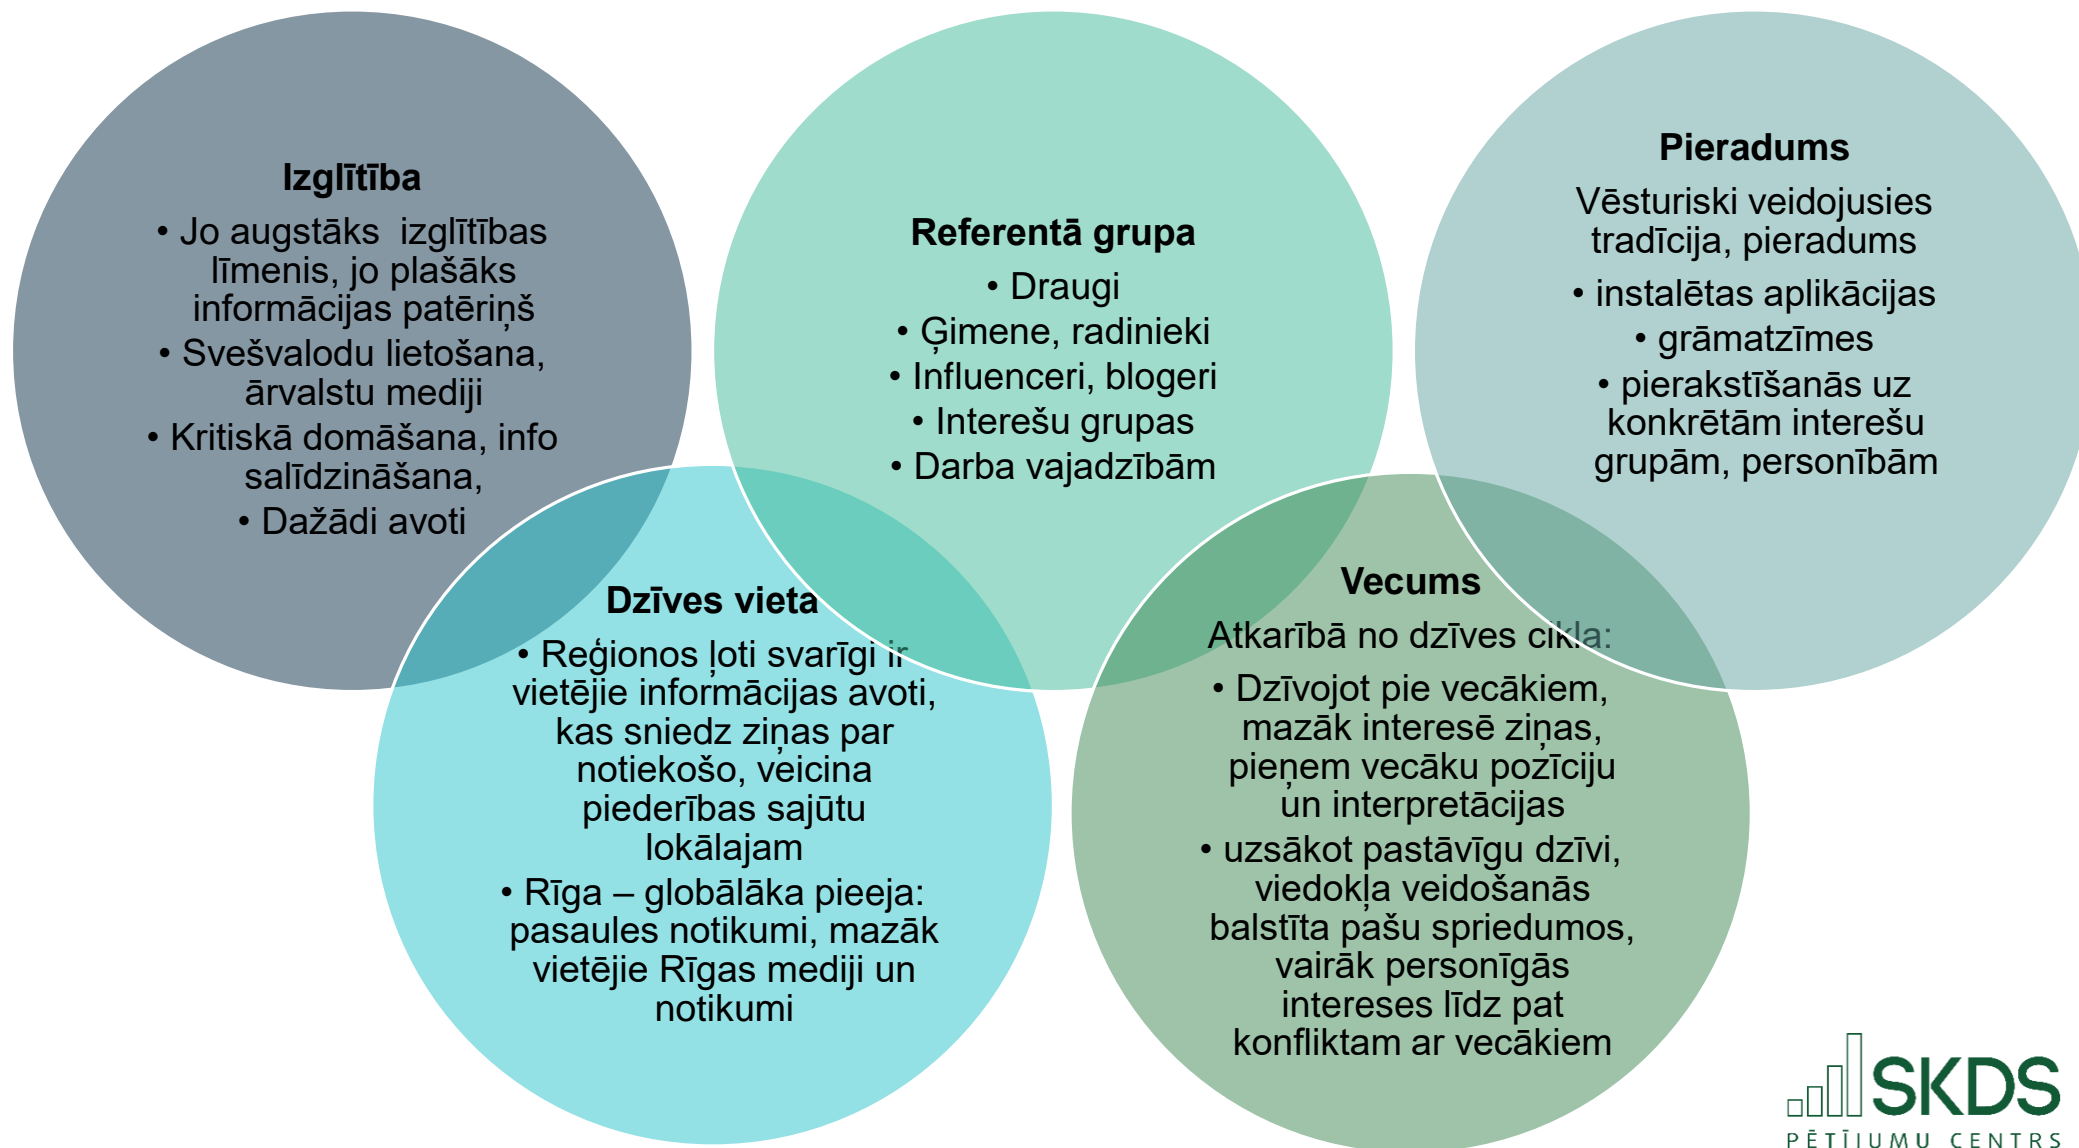 Izglītība
• Jo augstāks izglītības
līmenis, jo plašāks
informācijas patēriņš
• Svešvalodu lietošana,
ārvalstu mediji
• Kritiskā domāšana, info
salīdzināšana,
• Dažādi avoti
Dzīves vieta
• Reģionos ļoti svarīgi ir
vietējie informācijas avoti,
kas sniedz ziņas par
notiekošo, veicina
piederības sajūtu
lokālajam
• Rīga – globālāka pieeja:
pasaules notikumi, mazāk
vietējie Rīgas mediji un
notikumi
Referentā grupa
• Draugi
• Ģimene, radinieki
• Influenceri, blogeri
• Interešu grupas
• Darba vajadzībām
Vecums
Atkarībā no dzīves cikla:
• Dzīvojot pie vecākiem,
mazāk interesē ziņas,
pieņem vecāku pozīciju
un interpretācijas
• uzsākot pastāvīgu dzīvi,
viedokļa veidošanās
balstīta pašu spriedumos,
vairāk personīgās
intereses līdz pat
konfliktam ar vecākiem
Pieradums
Vēsturiski veidojusies
tradīcija, pieradums
• instalētas aplikācijas
• grāmatzīmes
• pierakstīšanās uz
konkrētām interešu
grupām, personībām
SKDS
PĒTĪJUMU CENTRS